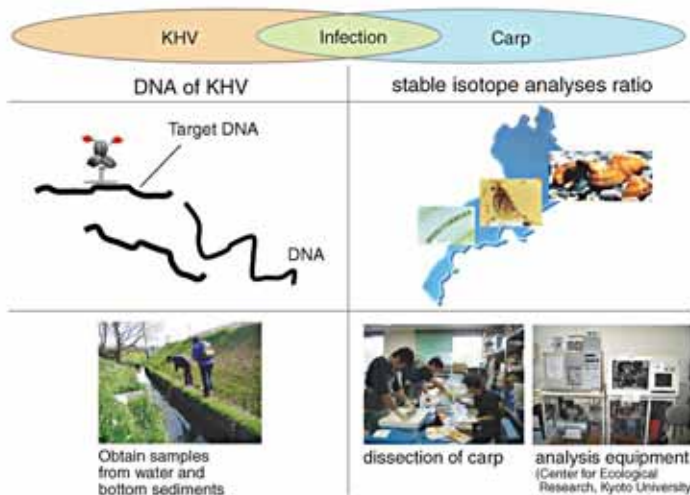 KHV
Infection
Carp
DNA of KHV
stable isotope analyses ratio
Target DNA
DNA
Obtain samples
from water and
bottom sediments
dissection of carp
analysis equipment
(Center for Ecological
Research, Kyoto University